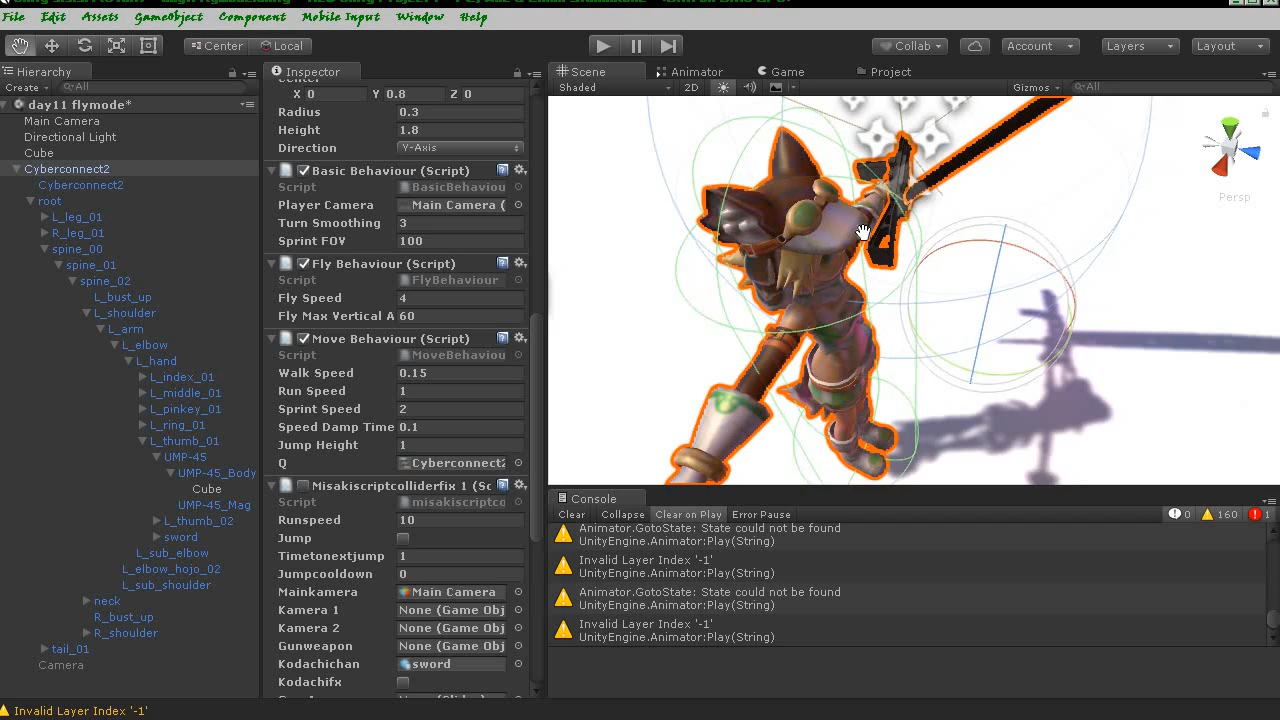 File Edit Assets GameObject Component Mobile Input Window Help
Center Local Collab Account Layers Layout
Hierarchy
Create All
day11 flymode*
Main Camera
Directional Light
Cube
Cyberconnect2
Cyberconnect2
root
L_leg_01
R_leg_01
spine_00
spine_01
spine_02
L_bust_up
L_shoulder
L_arm
L_elbow
L_hand
L_index_01
L_middle_01
L_pinkey_01
L_ring_01
L_thumb_01
UMP-45
UMP-45_Body
Cube
UMP-45_Mag
L_thumb_02
sword
L_sub_elbow
L_elbow_hojo_02
L_sub_shoulder
neck
R_bust_up
R_shoulder
tail_01
Camera
Inspector
Center
X 0 Y 0.8 Z 0
Radius 0.3
Height 1.8
Direction Y-Axis
Basic Behaviour (Script)
Script BasicBehaviou
Player Camera Main Camera (
Turn Smoothing 3
Sprint FOV 100
Fly Behaviour (Script)
Script FlyBehaviour
Fly Speed 4
Fly Max Vertical A 60
Move Behaviour (Script)
Script MoveBehaviou
Walk Speed 0.15
Run Speed 1
Sprint Speed 2
Speed Damp Time 0.1
Jump Height 1
Q Cyberconnect2
Misakiscriptcolliderfix 1 (Sc
Script misakiscriptco
Runspeed 10
Jump
Timetonextjump 1
Jumpcooldown 0
Mainkamera Main Camera
Kamera 1 None (Game Obj
Kamera 2 None (Game Obj
Gunweapon None (Game Obj
Kodachichan sword
Kodachifx
Scene Animator Game Project
Shaded 2D Gizmos All
Persp
Console
Clear Collapse Clear on Play Error Pause 0 160 1
Animator.GotoState: State could not be found
UnityEngine.Animator:Play(String)
Invalid Layer Index '-1'
UnityEngine.Animator:Play(String)
Animator.GotoState: State could not be found
UnityEngine.Animator:Play(String)
Invalid Layer Index '-1'
UnityEngine.Animator:Play(String)
Invalid Layer Index '-1'